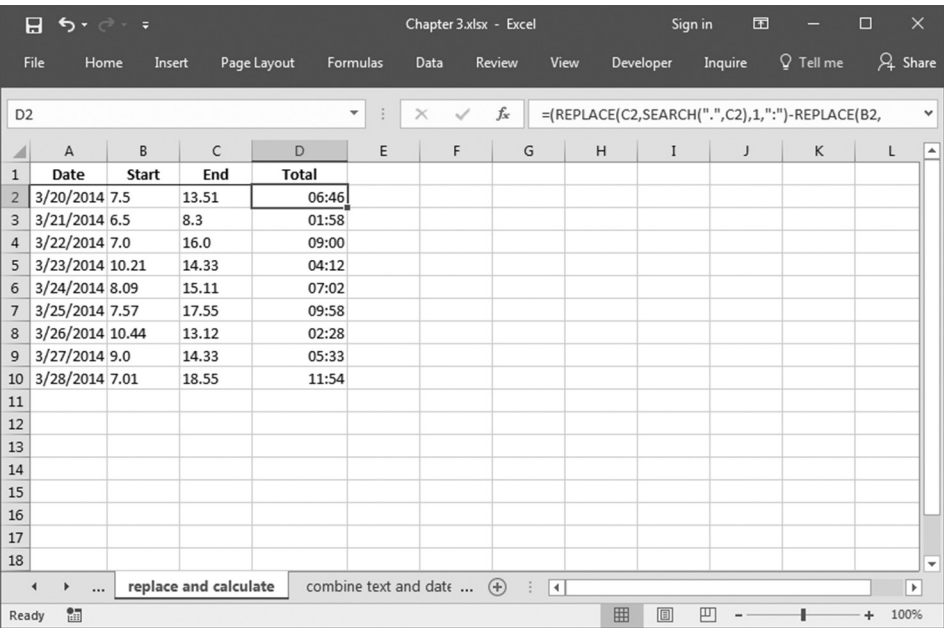 Chapter 3.xlsx - Excel Sign in
File Home Insert Page Layout Formulas Data Review View Developer Inquire Tell me Share
D2 fx =(REPLACE(C2,SEARCH(".",C2),1,":")-REPLACE(B2,
A B C D E F G H I J K L
1 Date Start End Total
2 3/20/2014 7.5 13.51 06:46
3 3/21/2014 6.5 8.3 01:58
4 3/22/2014 7.0 16.0 09:00
5 3/23/2014 10.21 14.33 04:12
6 3/24/2014 8.09 15.11 07:02
7 3/25/2014 7.57 17.55 09:58
8 3/26/2014 10.44 13.12 02:28
9 3/27/2014 9.0 14.33 05:33
10 3/28/2014 7.01 18.55 11:54
11
12
13
14
15
16
17
18
... replace and calculate combine text and date ...
Ready 100%